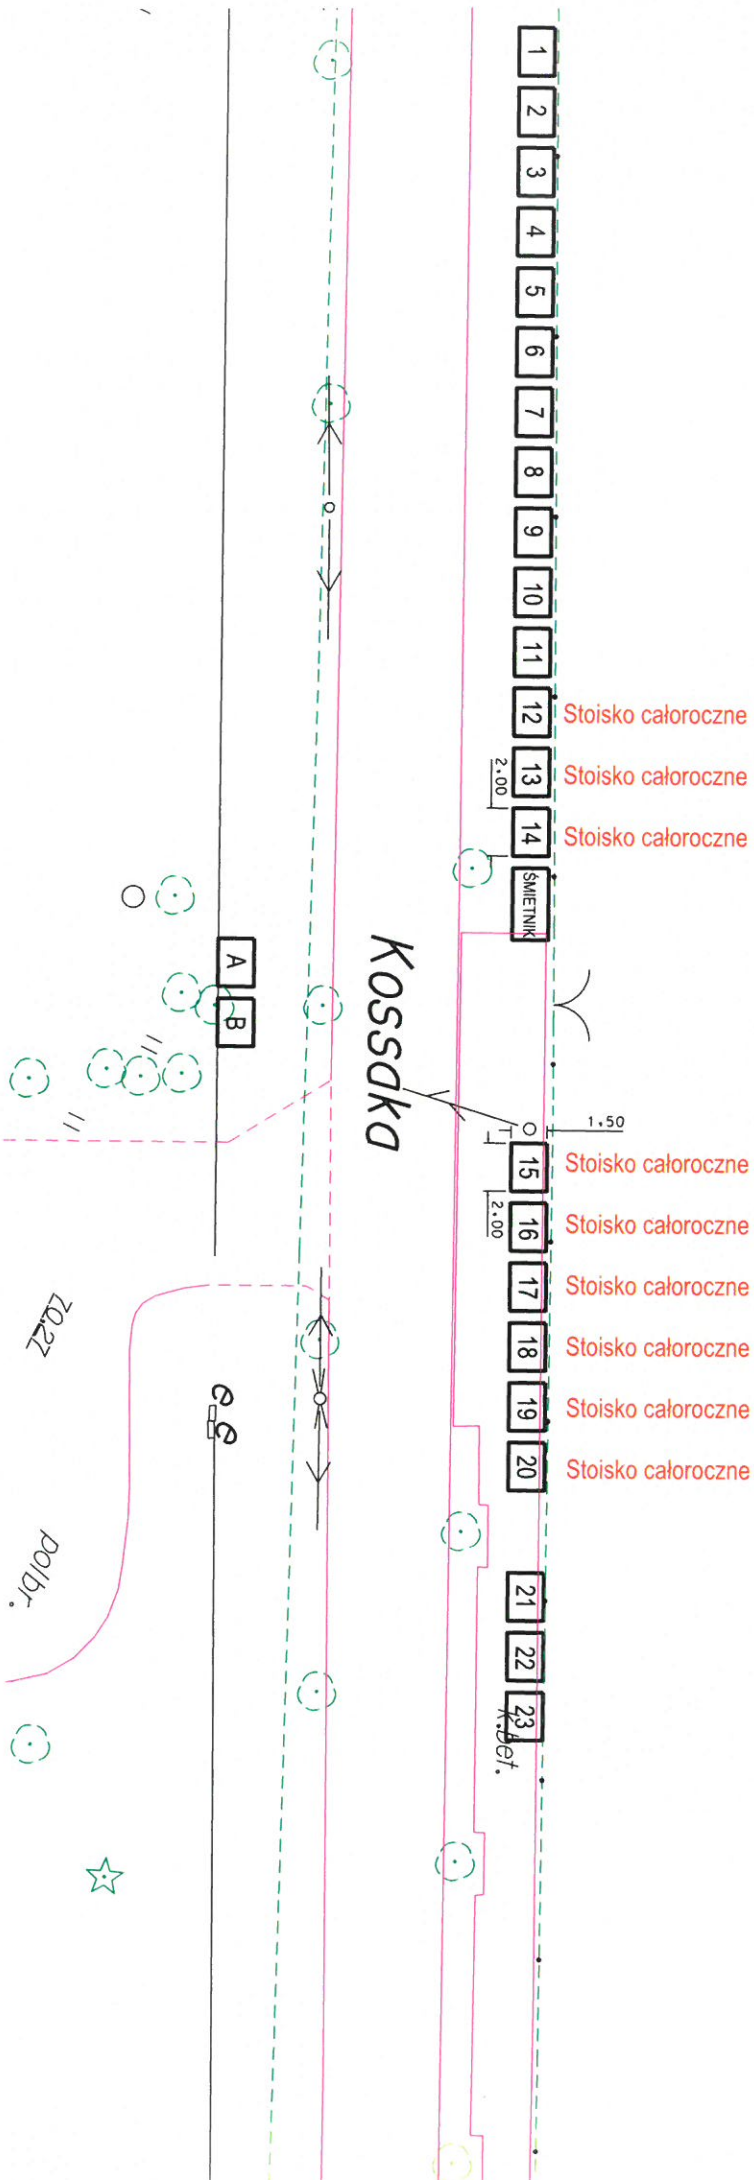 1
2
3
4
5
6
7
8
9
10
11
12 Stoisko całoroczne
13 Stoisko całoroczne
2.00
14 Stoisko całoroczne
ŚMIETNIK
A
B
Kossaka
1.50
15 Stoisko całoroczne
16 Stoisko całoroczne
2.00
17 Stoisko całoroczne
18 Stoisko całoroczne
19 Stoisko całoroczne
20 Stoisko całoroczne
e e
polbr.
21
22
23
k.bet.